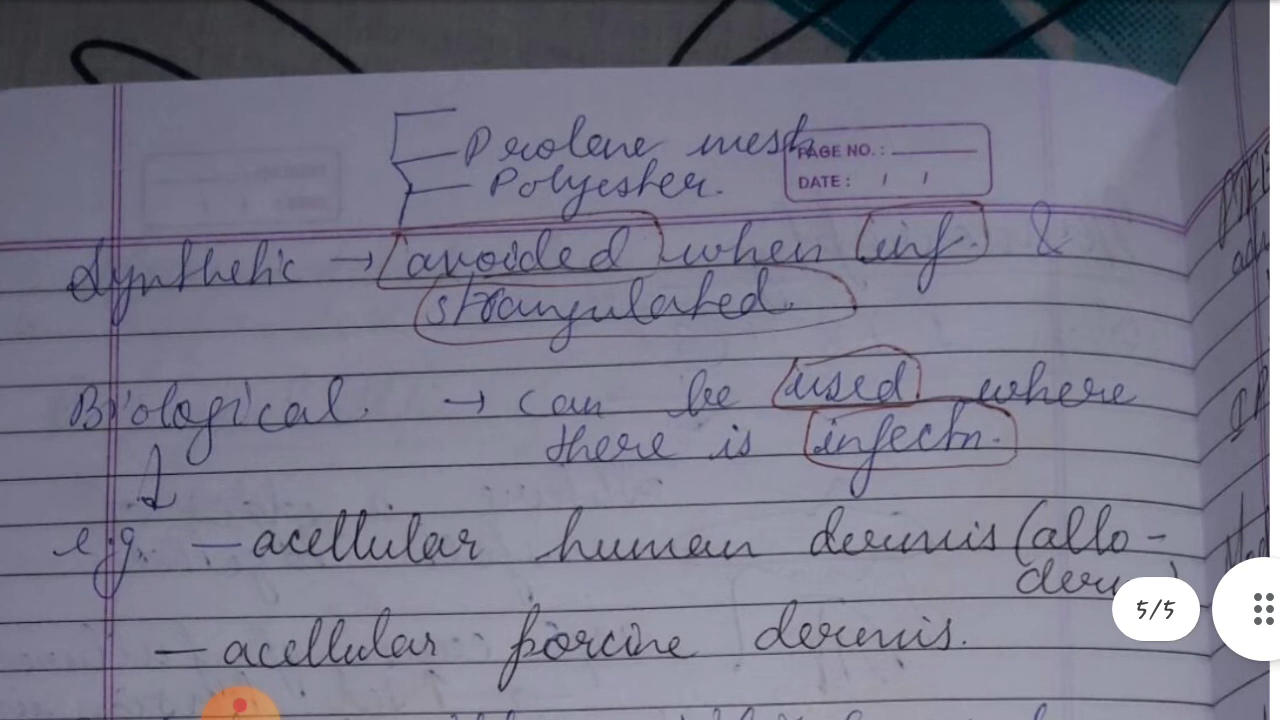 Prolene mesh
PAGE NO. :
Polyester.
DATE : / /
Synthetic → avoided when inf. &
strangulated.
Biological. → can be used where
there is infectn.
e.g. — acellular human dermis (allo-
derm)
5/5
— acellular porcine dermis.